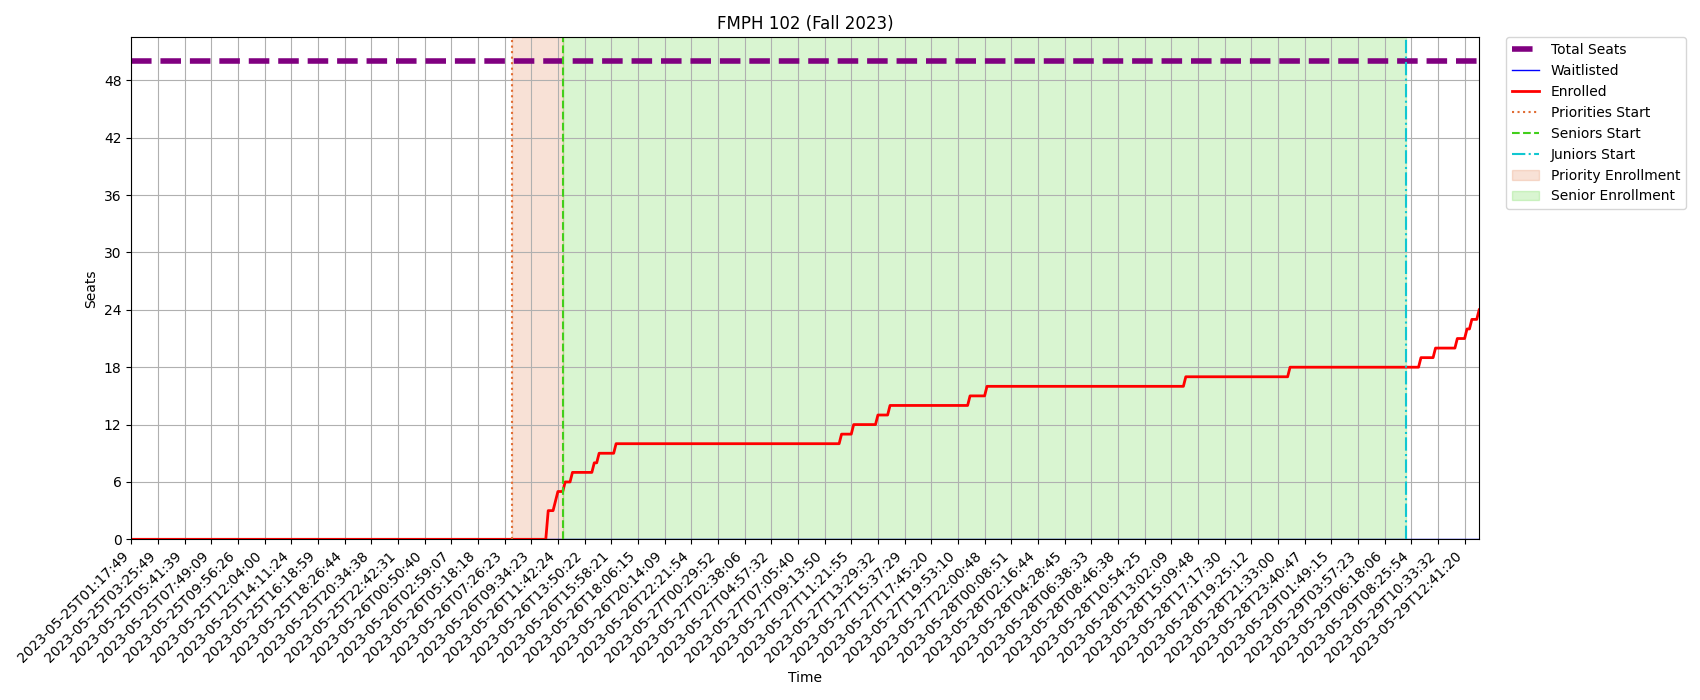 FMPH 102 (Fall 2023)
Total Seats
Waitlisted
Enrolled
Priorities Start
Seniors Start
Juniors Start
Priority Enrollment
Senior Enrollment
Seats
48
42
36
30
24
18
12
6
0
2023-05-25T01:17:49
2023-05-25T03:25:49
2023-05-25T05:41:39
2023-05-25T07:49:09
2023-05-25T09:56:26
2023-05-25T12:04:00
2023-05-25T14:11:24
2023-05-25T16:18:59
2023-05-25T18:26:44
2023-05-25T20:34:38
2023-05-25T22:42:31
2023-05-26T00:50:40
2023-05-26T02:59:07
2023-05-26T05:18:18
2023-05-26T07:26:23
2023-05-26T09:34:23
2023-05-26T11:42:24
2023-05-26T13:50:22
2023-05-26T15:58:21
2023-05-26T18:06:15
2023-05-26T20:14:09
2023-05-26T22:21:54
2023-05-27T00:29:52
2023-05-27T02:38:06
2023-05-27T04:57:32
2023-05-27T07:05:40
2023-05-27T09:13:50
2023-05-27T11:21:55
2023-05-27T13:29:32
2023-05-27T15:37:29
2023-05-27T17:45:20
2023-05-27T19:53:10
2023-05-27T22:00:48
2023-05-28T00:08:51
2023-05-28T02:16:44
2023-05-28T04:28:45
2023-05-28T06:38:33
2023-05-28T08:46:38
2023-05-28T10:54:25
2023-05-28T13:02:09
2023-05-28T15:09:48
2023-05-28T17:17:30
2023-05-28T19:25:12
2023-05-28T21:33:00
2023-05-28T23:40:47
2023-05-29T01:49:15
2023-05-29T03:57:23
2023-05-29T06:18:06
2023-05-29T08:25:54
2023-05-29T10:33:32
2023-05-29T12:41:20
Time